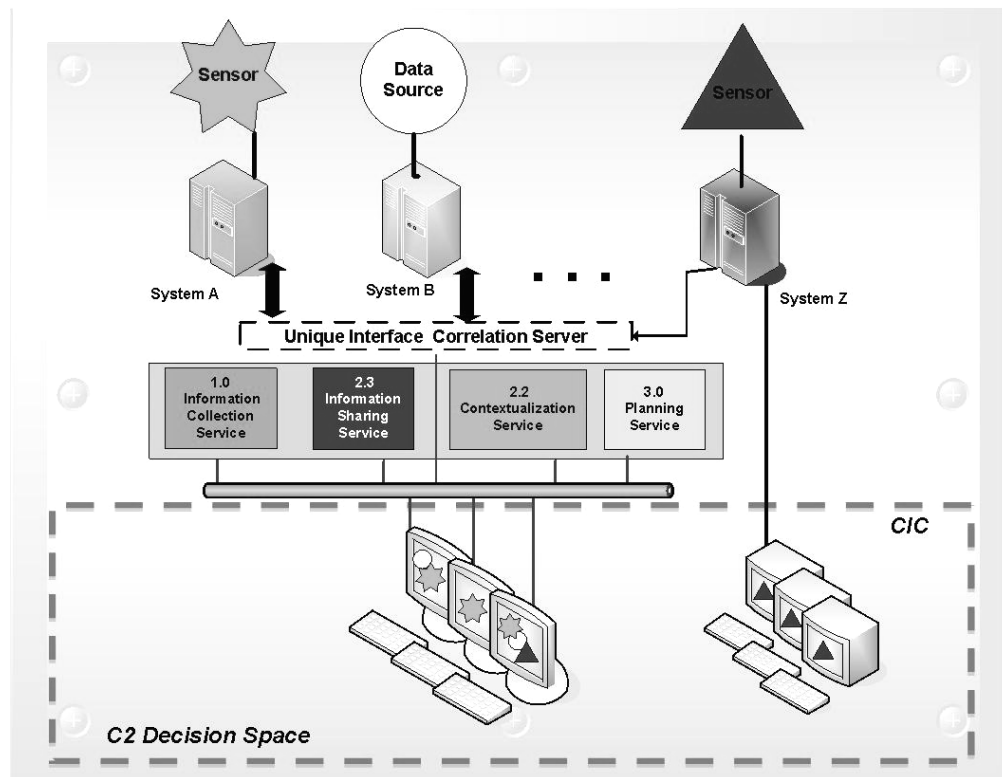 Sensor
Data
Source
Sensor
System A
System B
. . .
System Z
Unique Interface Correlation Server
1.0
Information
Collection
Service
2.3
Information
Sharing
Service
2.2
Contextualization
Service
3.0
Planning
Service
CIC
C2 Decision Space